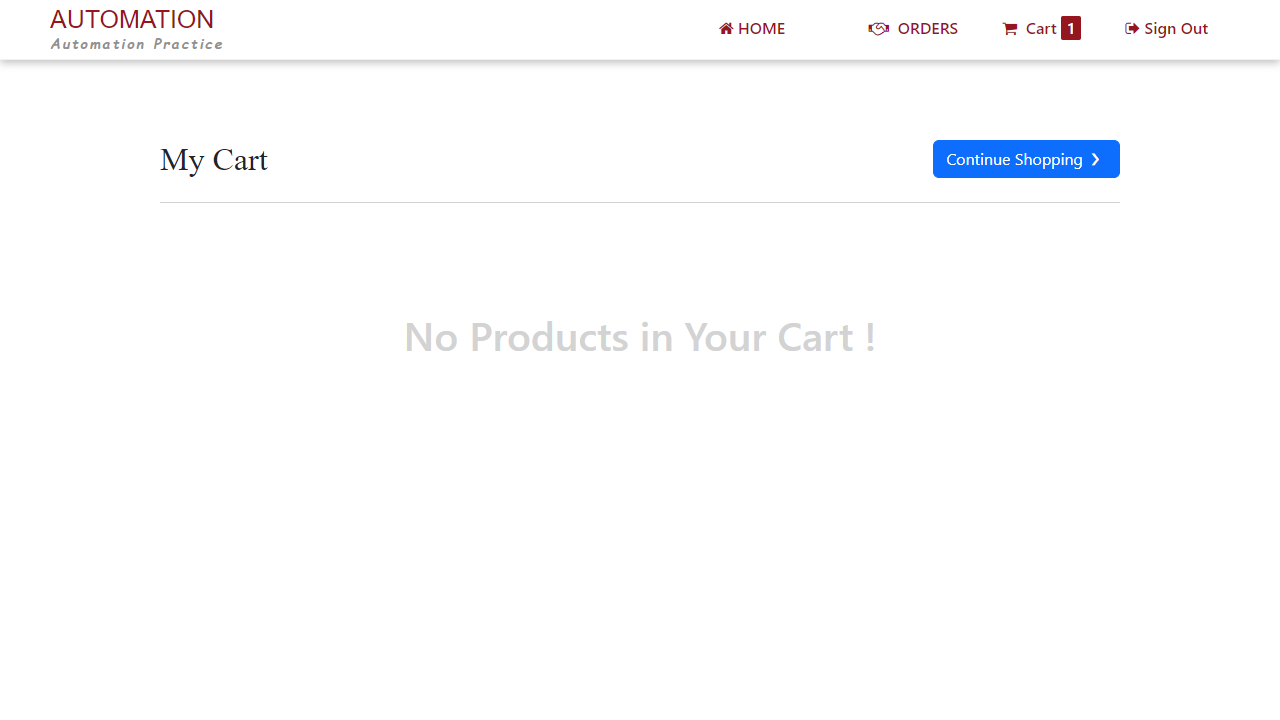 AUTOMATION
Automation Practice
HOME
ORDERS
Cart 1
Sign Out
My Cart
Continue Shopping ❯
No Products in Your Cart !